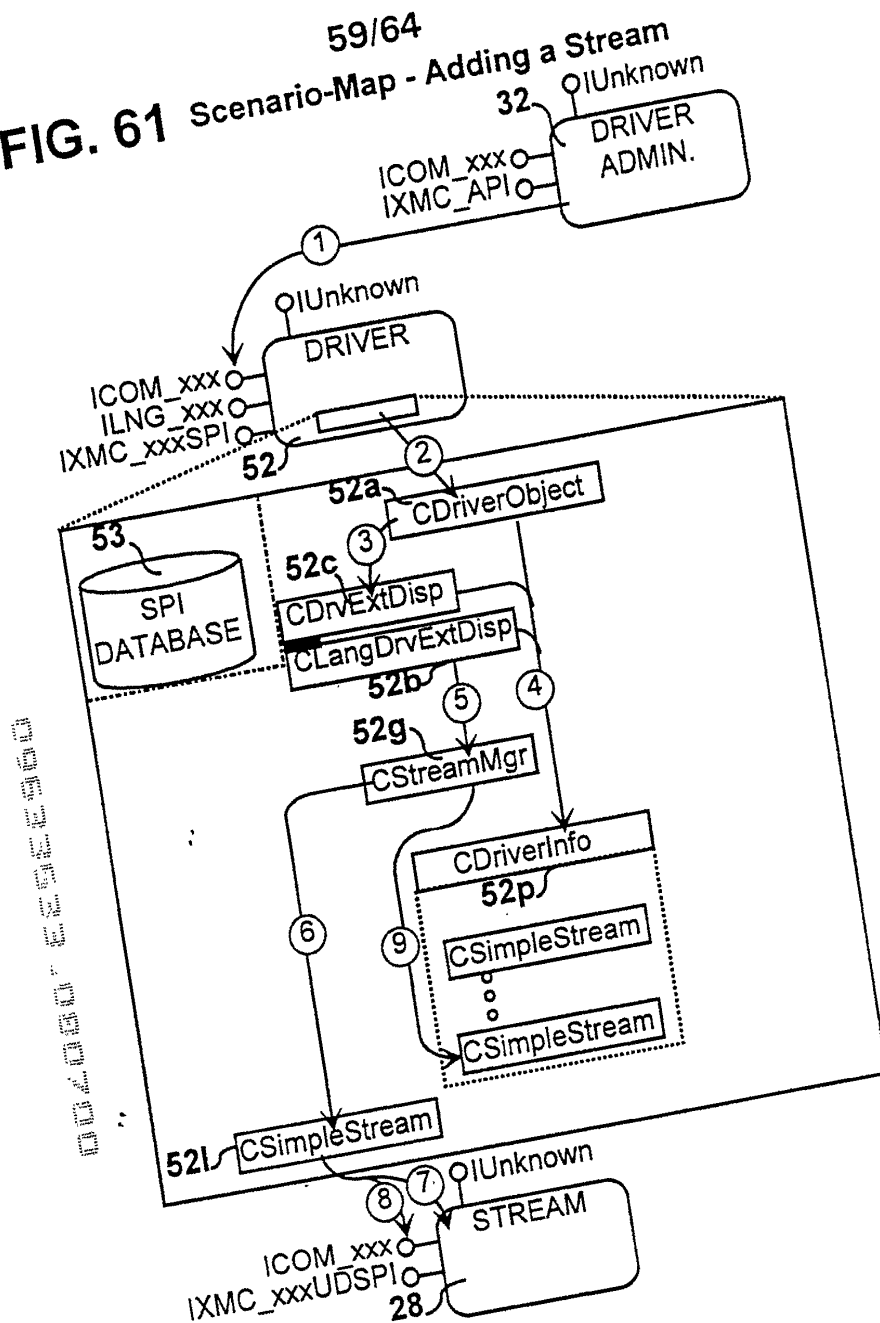 59/64
FIG. 61 Scenario-Map - Adding a Stream
IUnknown
32
DRIVER
ADMIN.
ICOM_xxx
IXMC_API
1
IUnknown
DRIVER
ICOM_xxx
ILNG_xxx
IXMC_xxxSPI
52
2
52a
CDriverObject
53
3
52c
SPI
DATABASE
CDrvExtDisp
CLangDrvExtDisp
52b
5
4
52g
CStreamMgr
CDriverInfo
52p
6
9
CSimpleStream
CSimpleStream
CSimpleStream
52l
IUnknown
8
7
STREAM
ICOM_xxx
IXMC_xxxUDSPI
28
09633633.080700